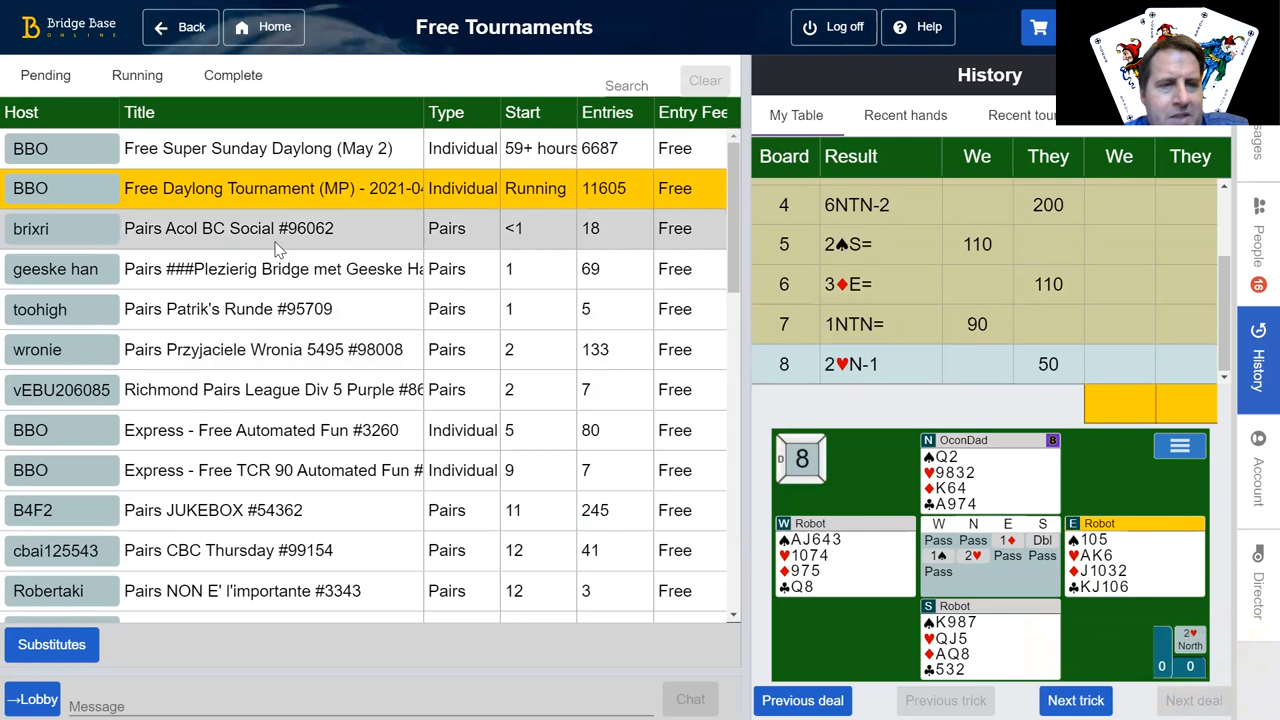 Bridge Base
ONLINE
Back
Home
Free Tournaments
Log off
Help
Pending
Running
Complete
Search
Clear
Host Title Type Start Entries Entry Fee
BBO Free Super Sunday Daylong (May 2) Individual 59+ hours 6687 Free
BBO Free Daylong Tournament (MP) - 2021-04 Individual Running 11605 Free
brixri Pairs Acol BC Social #96062 Pairs <1 18 Free
geeske han Pairs ###Plezierig Bridge met Geeske Ha Pairs 1 69 Free
toohigh Pairs Patrik's Runde #95709 Pairs 1 5 Free
wronie Pairs Przyjaciele Wronia 5495 #98008 Pairs 2 133 Free
vEBU206085 Richmond Pairs League Div 5 Purple #86 Pairs 2 7 Free
BBO Express - Free Automated Fun #3260 Individual 5 80 Free
BBO Express - Free TCR 90 Automated Fun # Individual 9 7 Free
B4F2 Pairs JUKEBOX #54362 Pairs 11 245 Free
cbai125543 Pairs CBC Thursday #99154 Pairs 12 41 Free
Robertaki Pairs NON E' l'importante #3343 Pairs 12 3 Free
Substitutes
→Lobby
Message
Chat
History
My Table
Recent hands
Recent tou
Board Result We They We They
4 6NTN-2 200
5 2♠S= 110
6 3♦E= 110
7 1NTN= 90
8 2♥N-1 50
D 8
N OconDad 8
♠Q2
♥9832
♦K64
♣A974
W Robot
♠AJ643
♥1074
♦975
♣Q8
W N E S
Pass Pass 1♦ Dbl
1♠ 2♥ Pass Pass
Pass
E Robot
♠105
♥AK6
♦J1032
♣KJ106
S Robot
♠K987
♥QJ5
♦AQ8
♣532
2♥
North
0 0
Previous deal
Previous trick
Next trick
Next deal
People
16
History
Account
Director